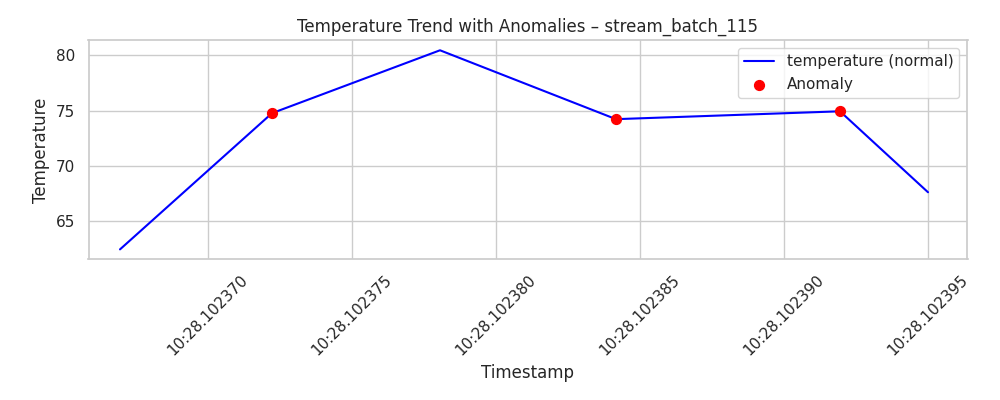 Temperature Trend with Anomalies – stream_batch_115
temperature (normal)
Anomaly
Temperature
80
75
70
65
10:28.102370
10:28.102375
10:28.102380
10:28.102385
10:28.102390
10:28.102395
Timestamp